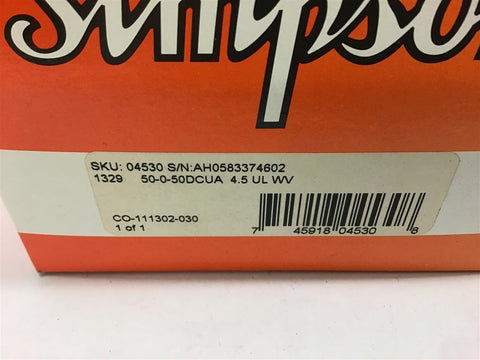 Simpso
SKU: 04530 S/N:AH0583374602
1329 50-0-50DCUA 4.5 UL WV
CO-111302-030
1 of 1
7 45918 04530 8